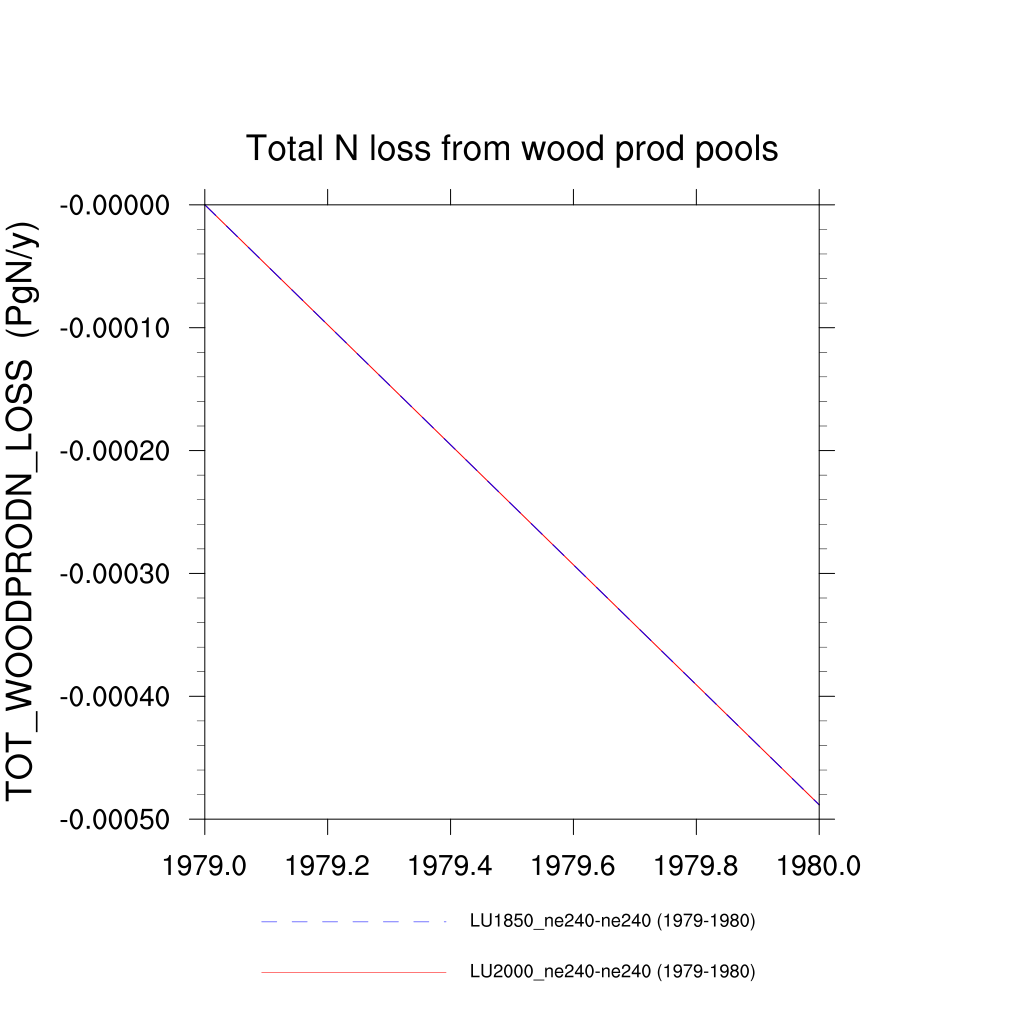 Total N loss from wood prod pools
TOT_WOODPRODN_LOSS (PgN/y)
-0.00000
-0.00010
-0.00020
-0.00030
-0.00040
-0.00050
1979.0 1979.2 1979.4 1979.6 1979.8 1980.0
LU1850_ne240-ne240 (1979-1980)
LU2000_ne240-ne240 (1979-1980)